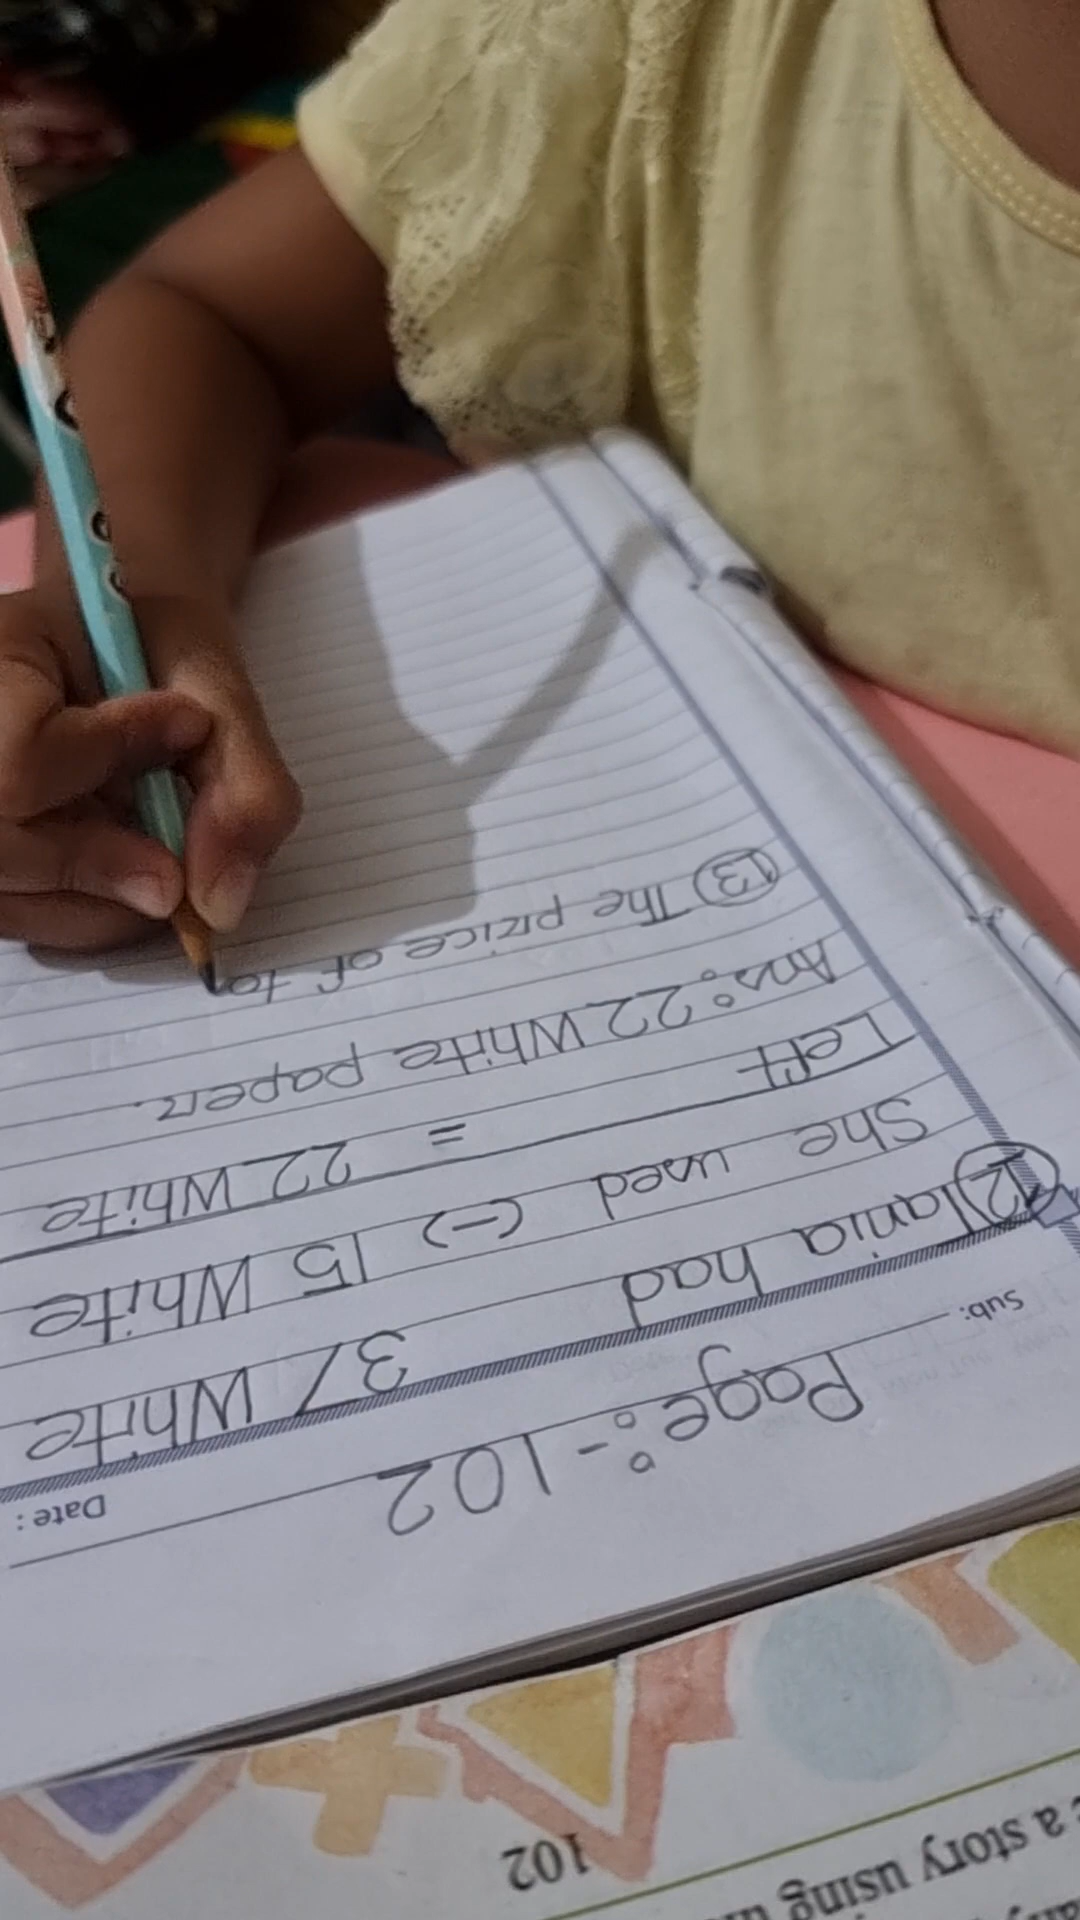 Sub:
Date :
Page:- 102
12 Tania had 37 White
She used (-) 15 White
Left = 22 White
Ans: 22 White paper.
13 The price of to
102
a story using